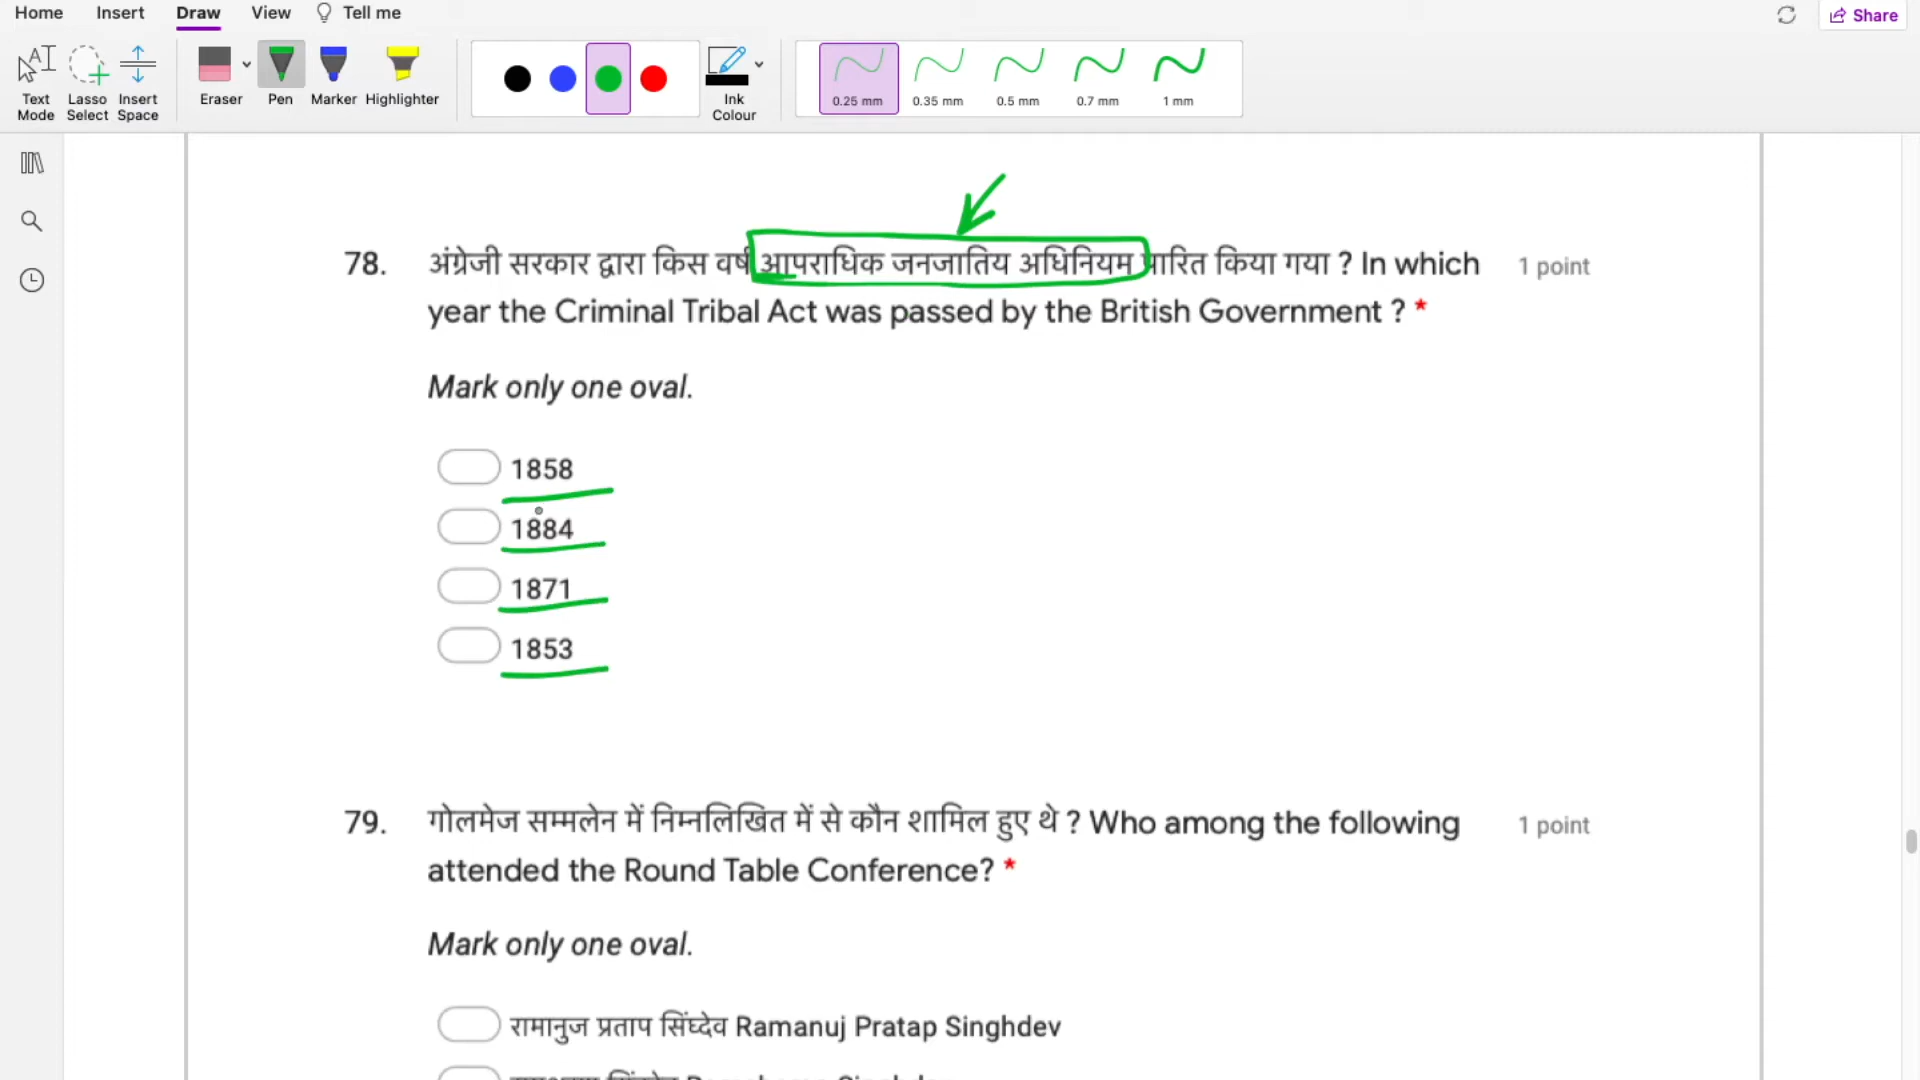 Home Insert Draw View Tell me
Share
Text Mode
Lasso Select
Insert Space
Eraser
Pen
Marker
Highlighter
Ink Colour
0.25 mm
0.35 mm
0.5 mm
0.7 mm
1 mm
78. अंग्रेजी सरकार द्वारा किस वर्ष आपराधिक जनजातिय अधिनियम पारित किया गया ? In which 1 point
year the Criminal Tribal Act was passed by the British Government ? *
Mark only one oval.
1858
1884
1871
1853
79. गोलमेज सम्मलेन में निम्नलिखित में से कौन शामिल हुए थे ? Who among the following 1 point
attended the Round Table Conference? *
Mark only one oval.
रामानुज प्रताप सिंघ्देव Ramanuj Pratap Singhdev